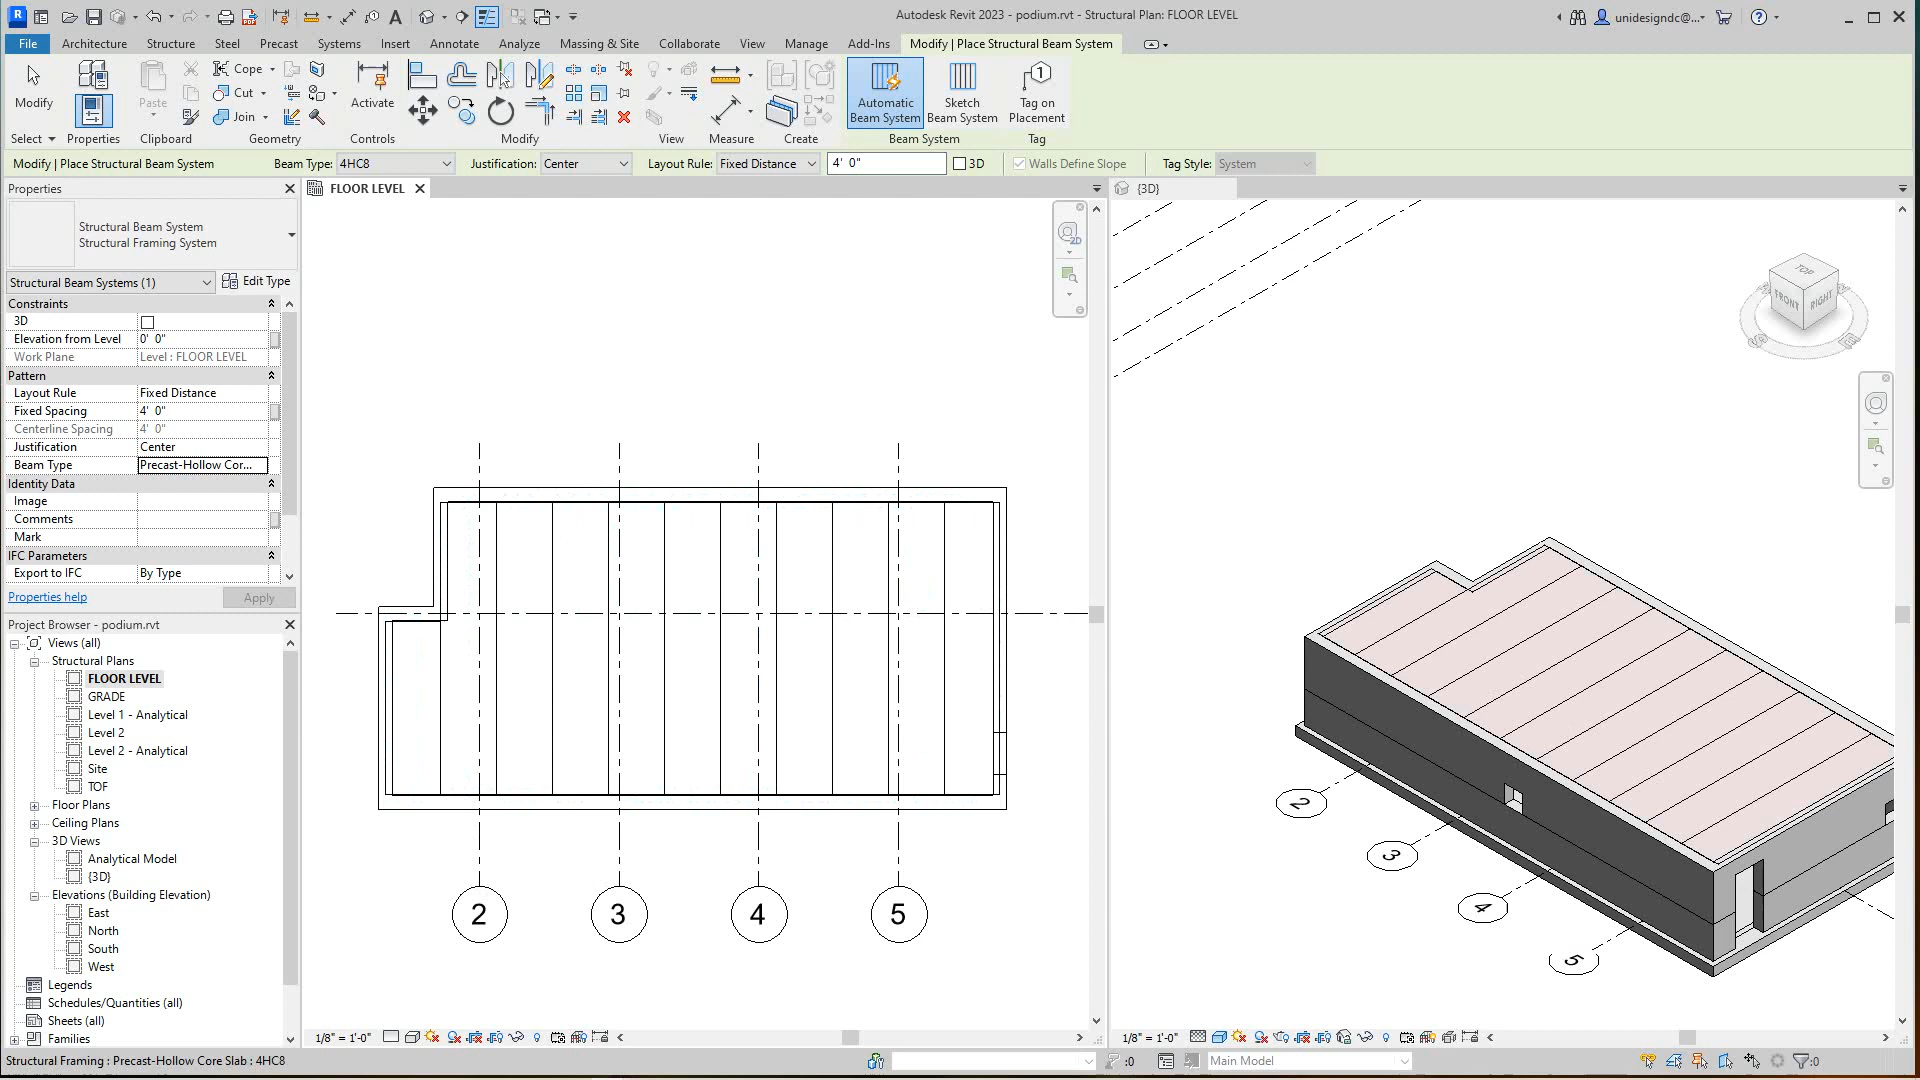 Autodesk Revit 2023 - podium.rvt - Structural Plan: FLOOR LEVEL
unidesigndc@...
File Architecture Structure Steel Precast Systems Insert Annotate Analyze Massing & Site Collaborate View Manage Add-Ins Modify | Place Structural Beam System
Modify
Paste
Cope
Cut
Join
Activate
Automatic Beam System
Sketch Beam System
Tag on Placement
Select Properties Clipboard Geometry Controls Modify View Measure Create Beam System Tag
Modify | Place Structural Beam System Beam Type: 4HC8 Justification: Center Layout Rule: Fixed Distance 4' 0" 3D Walls Define Slope Tag Style: System
Properties
Structural Beam System
Structural Framing System
Structural Beam Systems (1) Edit Type
Constraints
3D
Elevation from Level 0' 0"
Work Plane Level : FLOOR LEVEL
Pattern
Layout Rule Fixed Distance
Fixed Spacing 4' 0"
Centerline Spacing 4' 0"
Justification Center
Beam Type Precast-Hollow Cor...
Identity Data
Image
Comments
Mark
IFC Parameters
Export to IFC By Type
Properties help Apply
Project Browser - podium.rvt
Views (all)
Structural Plans
FLOOR LEVEL
GRADE
Level 1 - Analytical
Level 2
Level 2 - Analytical
Site
TOF
Floor Plans
Ceiling Plans
3D Views
Analytical Model
{3D}
Elevations (Building Elevation)
East
North
South
West
Legends
Schedules/Quantities (all)
Sheets (all)
Families
FLOOR LEVEL
2D
2 3 4 5
1/8" = 1'-0"
{3D}
TOP
FRONT
RIGHT
2
3
4
5
1/8" = 1'-0"
Structural Framing : Precast-Hollow Core Slab : 4HC8
:0
Main Model
:0